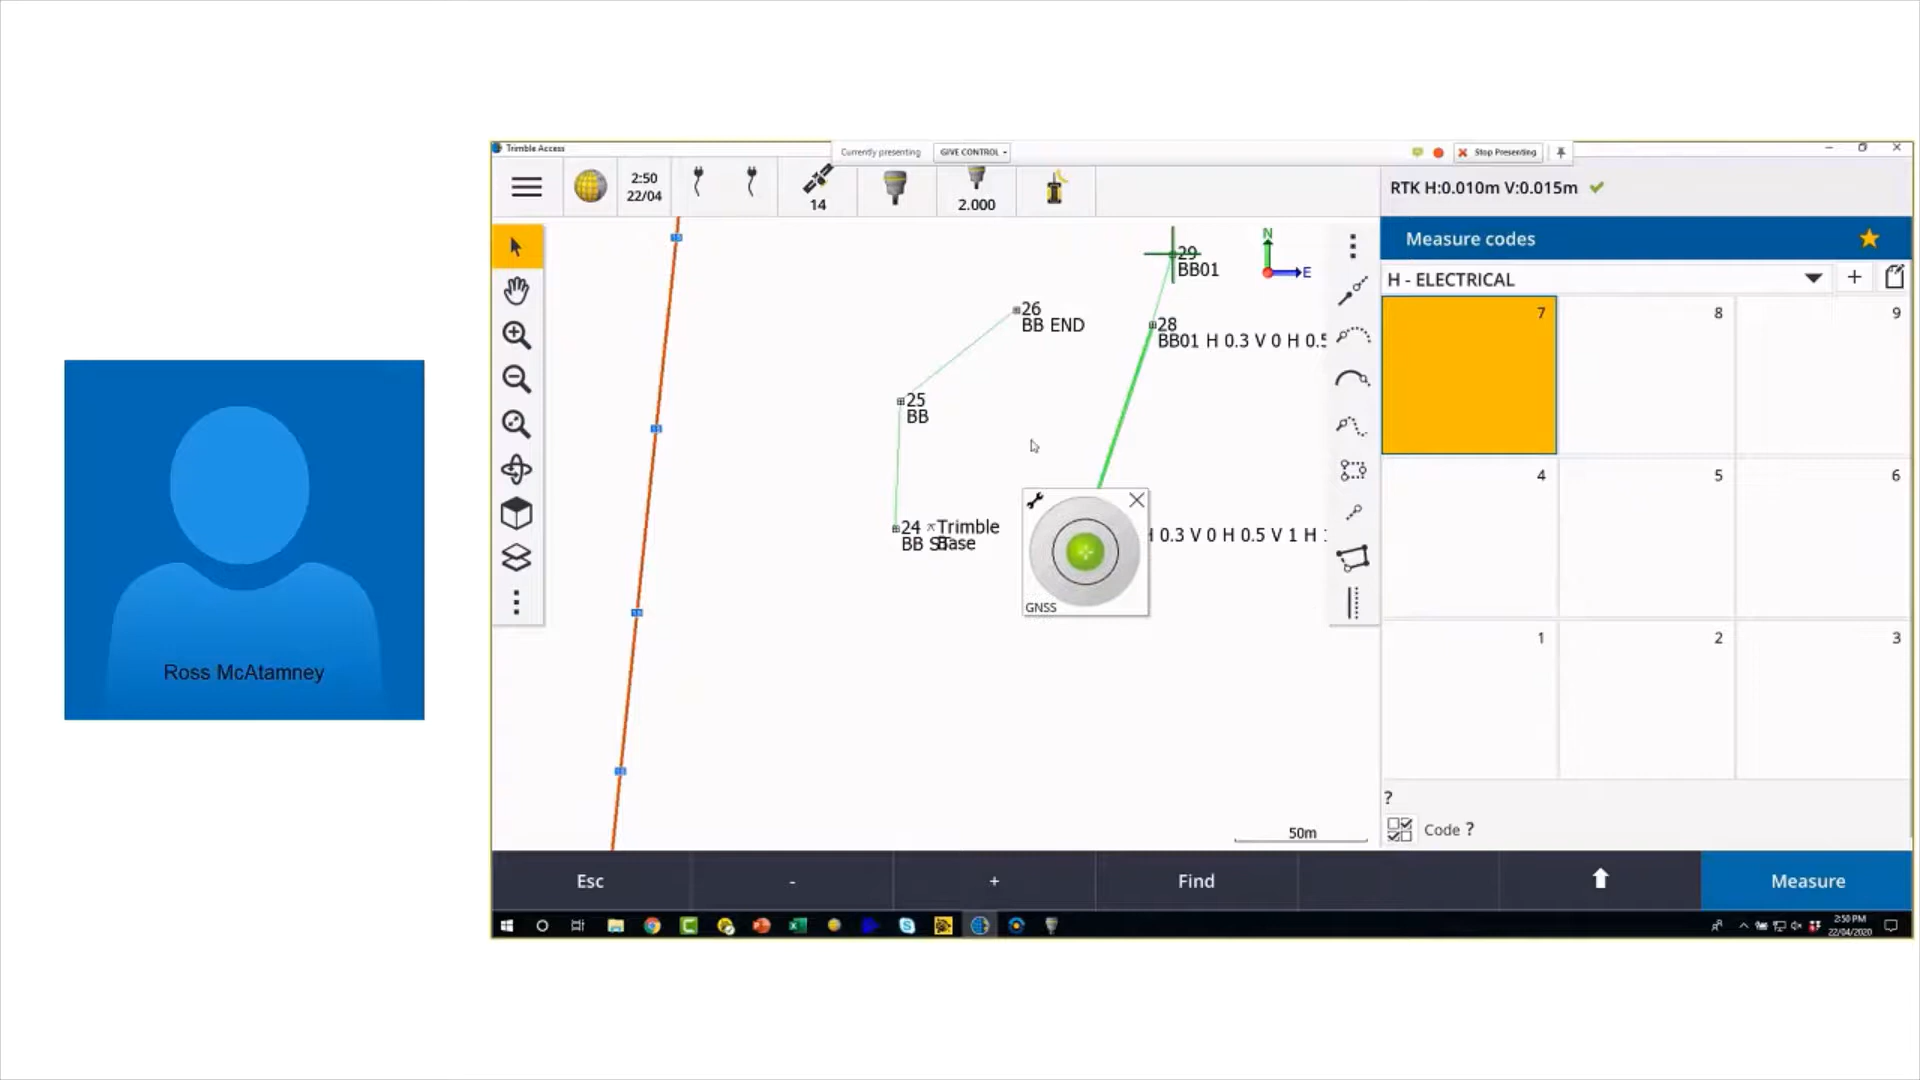 Trimble Access
Currently presenting
GIVE CONTROL
Stop Presenting
2:50
22/04
14
2.000
RTK H:0.010m V:0.015m
Measure codes
H - ELECTRICAL
7
8
9
4
5
6
1
2
3
?
Code ?
N
E
29
BB01
28
BB01 H 0.3 V 0 H 0.5
26
BB END
25
BB
24
Trimble
BB
Base
H 0.3 V 0 H 0.5 V 1 H
GNSS
50m
Ross McAtamney
Esc
-
+
Find
Measure
2:50 PM
22/04/2020